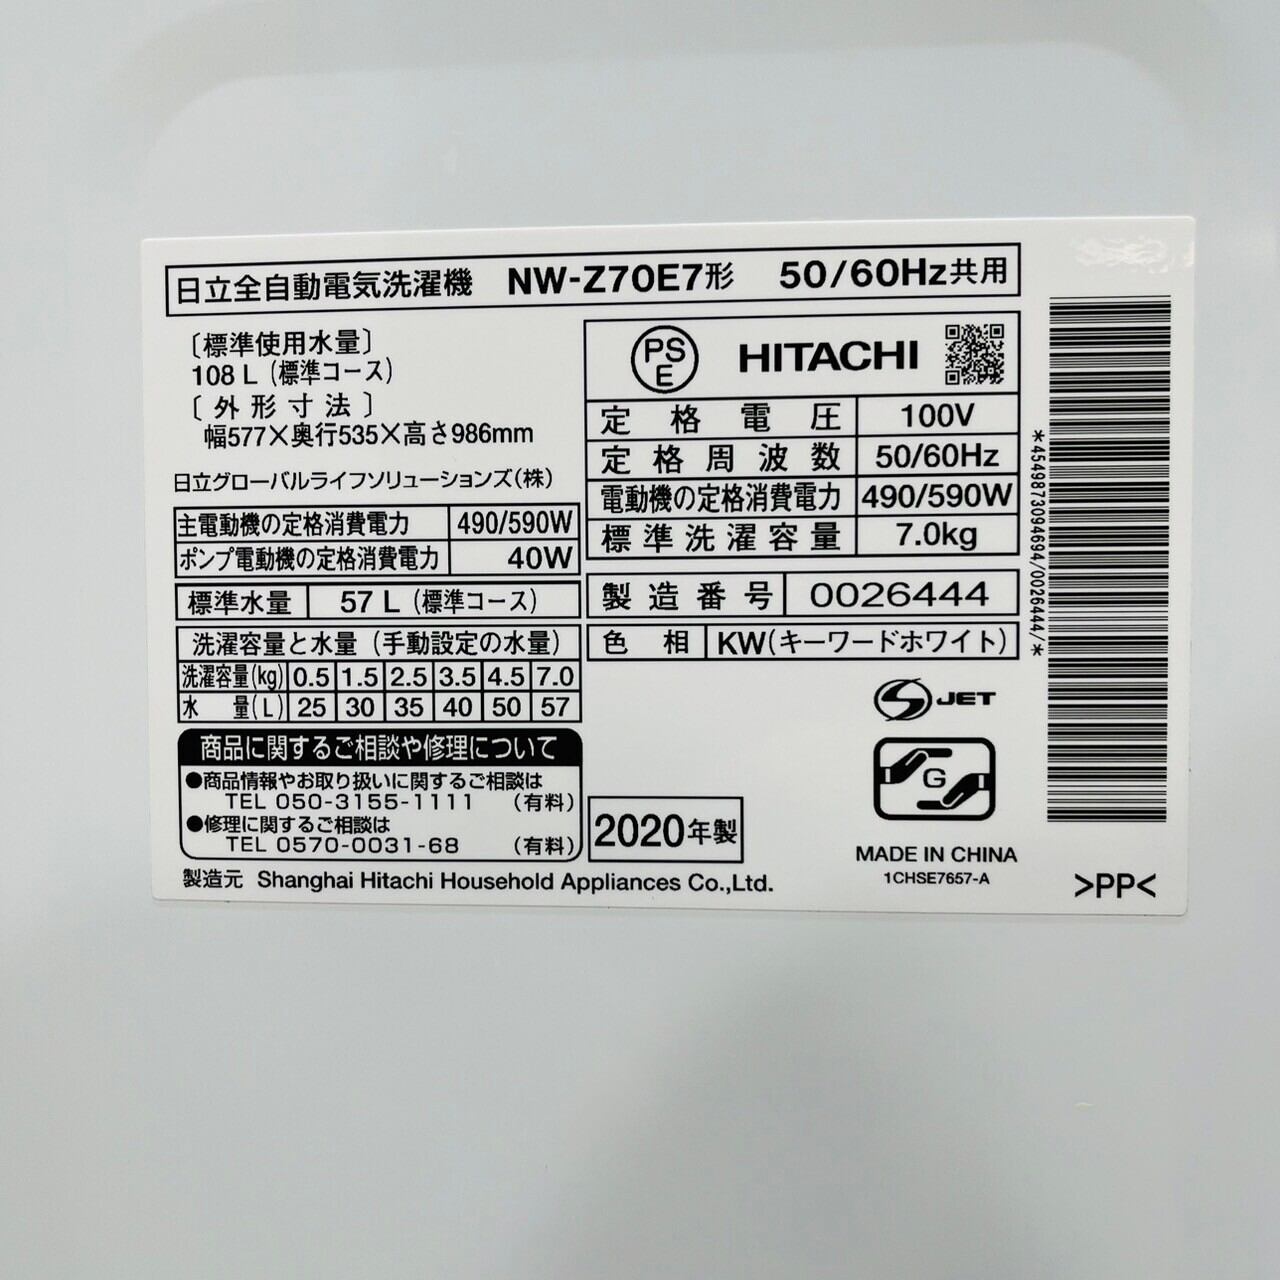 日立全自動電気洗濯機 NW-Z70E7形 50/60Hz共用
〔標準使用水量〕
108 L (標準コース)
〔外形寸法〕
幅577×奥行535×高さ986mm
日立グローバルライフソリューションズ(株)
主電動機の定格消費電力 490/590W
ポンプ電動機の定格消費電力 40W
標準水量 57 L (標準コース)
洗濯容量と水量 (手動設定の水量)
洗濯容量(kg) 0.5 1.5 2.5 3.5 4.5 7.0
水量(L) 25 30 35 40 50 57
商品に関するご相談や修理について
●商品情報やお取り扱いに関するご相談は
TEL 050-3155-1111 (有料)
●修理に関するご相談は
TEL 0570-0031-68 (有料)
製造元 Shanghai Hitachi Household Appliances Co.,Ltd.
PS
E
HITACHI
定格電圧 100V
定格周波数 50/60Hz
電動機の定格消費電力 490/590W
標準洗濯容量 7.0kg
製造番号 0026444
色相 KW(キーワードホワイト)
S JET
G
2020年製
MADE IN CHINA
1CHSE7657-A
*4549873094694/0026444/*
>PP<